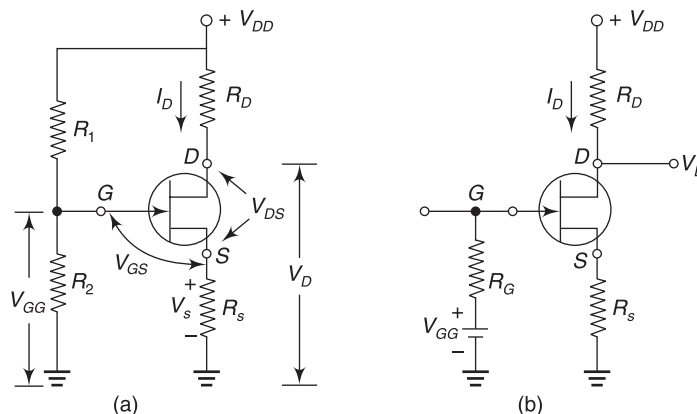 + V_DD
I_D
R_D
R_1
D
G
V_DS
V_GS
S
V_GG
R_2
+
V_s
R_s
−
V_D
(a)
+ V_DD
I_D
R_D
D
G
S
R_G
V_GG
+
−
R_s
(b)